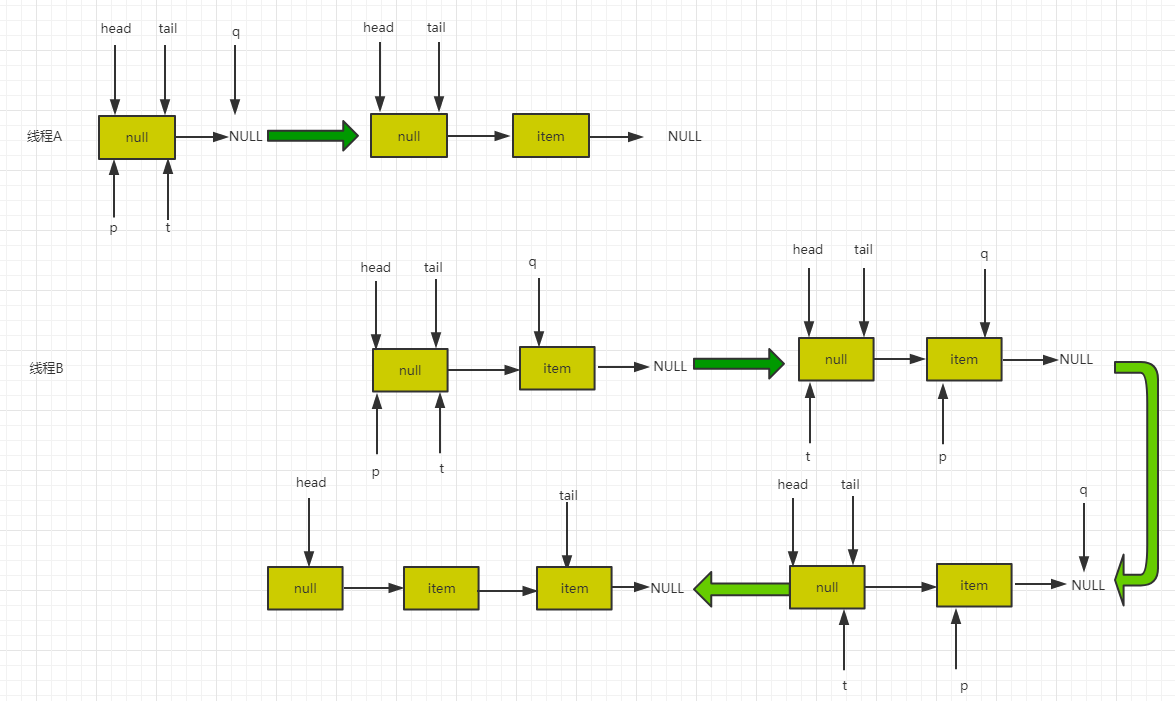 head tail q head tail
线程A null NULL null item NULL
p t
head tail q head tail q
线程B null item NULL null item NULL
p t t p
head tail head tail q
null item item NULL null item NULL
t p